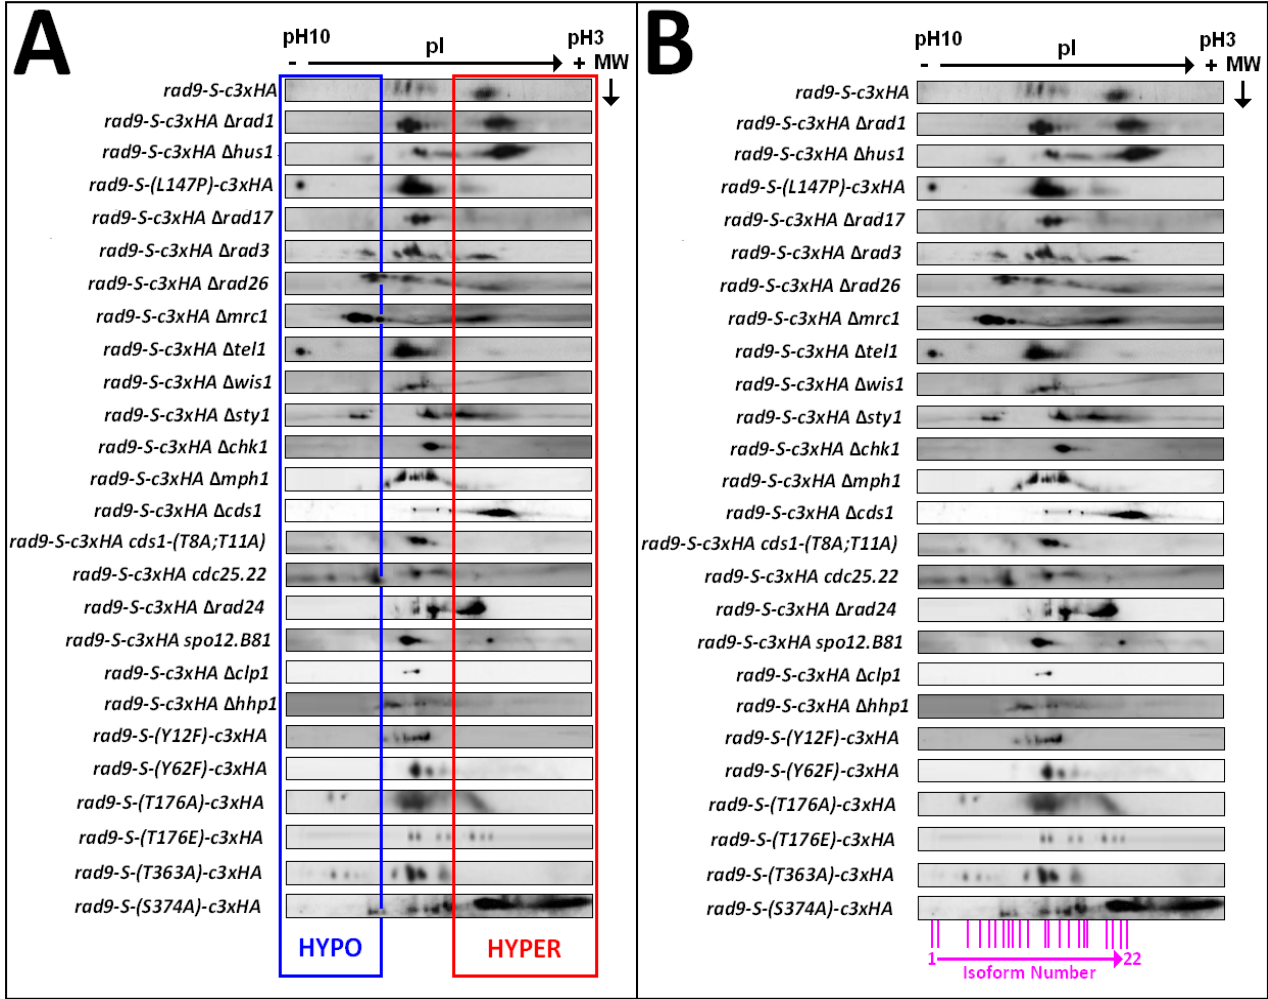 A
pH10
pI
pH3
- + MW
rad9-S-c3xHA
rad9-S-c3xHA Δrad1
rad9-S-c3xHA Δhus1
rad9-S-(L147P)-c3xHA
rad9-S-c3xHA Δrad17
rad9-S-c3xHA Δrad3
rad9-S-c3xHA Δrad26
rad9-S-c3xHA Δmrc1
rad9-S-c3xHA Δtel1
rad9-S-c3xHA Δwis1
rad9-S-c3xHA Δsty1
rad9-S-c3xHA Δchk1
rad9-S-c3xHA Δmph1
rad9-S-c3xHA Δcds1
rad9-S-c3xHA cds1-(T8A;T11A)
rad9-S-c3xHA cdc25.22
rad9-S-c3xHA Δrad24
rad9-S-c3xHA spo12.B81
rad9-S-c3xHA Δclp1
rad9-S-c3xHA Δhhp1
rad9-S-(Y12F)-c3xHA
rad9-S-(Y62F)-c3xHA
rad9-S-(T176A)-c3xHA
rad9-S-(T176E)-c3xHA
rad9-S-(T363A)-c3xHA
rad9-S-(S374A)-c3xHA
HYPO
HYPER
B
pH10
pI
pH3
- + MW
rad9-S-c3xHA
rad9-S-c3xHA Δrad1
rad9-S-c3xHA Δhus1
rad9-S-(L147P)-c3xHA
rad9-S-c3xHA Δrad17
rad9-S-c3xHA Δrad3
rad9-S-c3xHA Δrad26
rad9-S-c3xHA Δmrc1
rad9-S-c3xHA Δtel1
rad9-S-c3xHA Δwis1
rad9-S-c3xHA Δsty1
rad9-S-c3xHA Δchk1
rad9-S-c3xHA Δmph1
rad9-S-c3xHA Δcds1
rad9-S-c3xHA cds1-(T8A;T11A)
rad9-S-c3xHA cdc25.22
rad9-S-c3xHA Δrad24
rad9-S-c3xHA spo12.B81
rad9-S-c3xHA Δclp1
rad9-S-c3xHA Δhhp1
rad9-S-(Y12F)-c3xHA
rad9-S-(Y62F)-c3xHA
rad9-S-(T176A)-c3xHA
rad9-S-(T176E)-c3xHA
rad9-S-(T363A)-c3xHA
rad9-S-(S374A)-c3xHA
1 22
Isoform Number